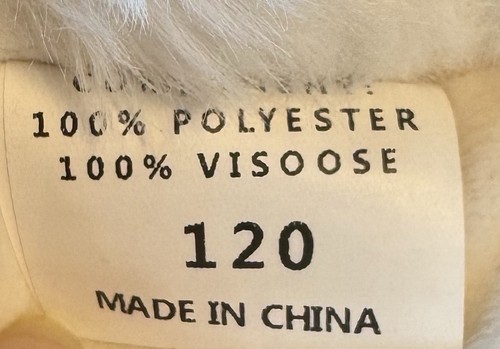 100% POLYESTER
100% VISOOSE
120
MADE IN CHINA